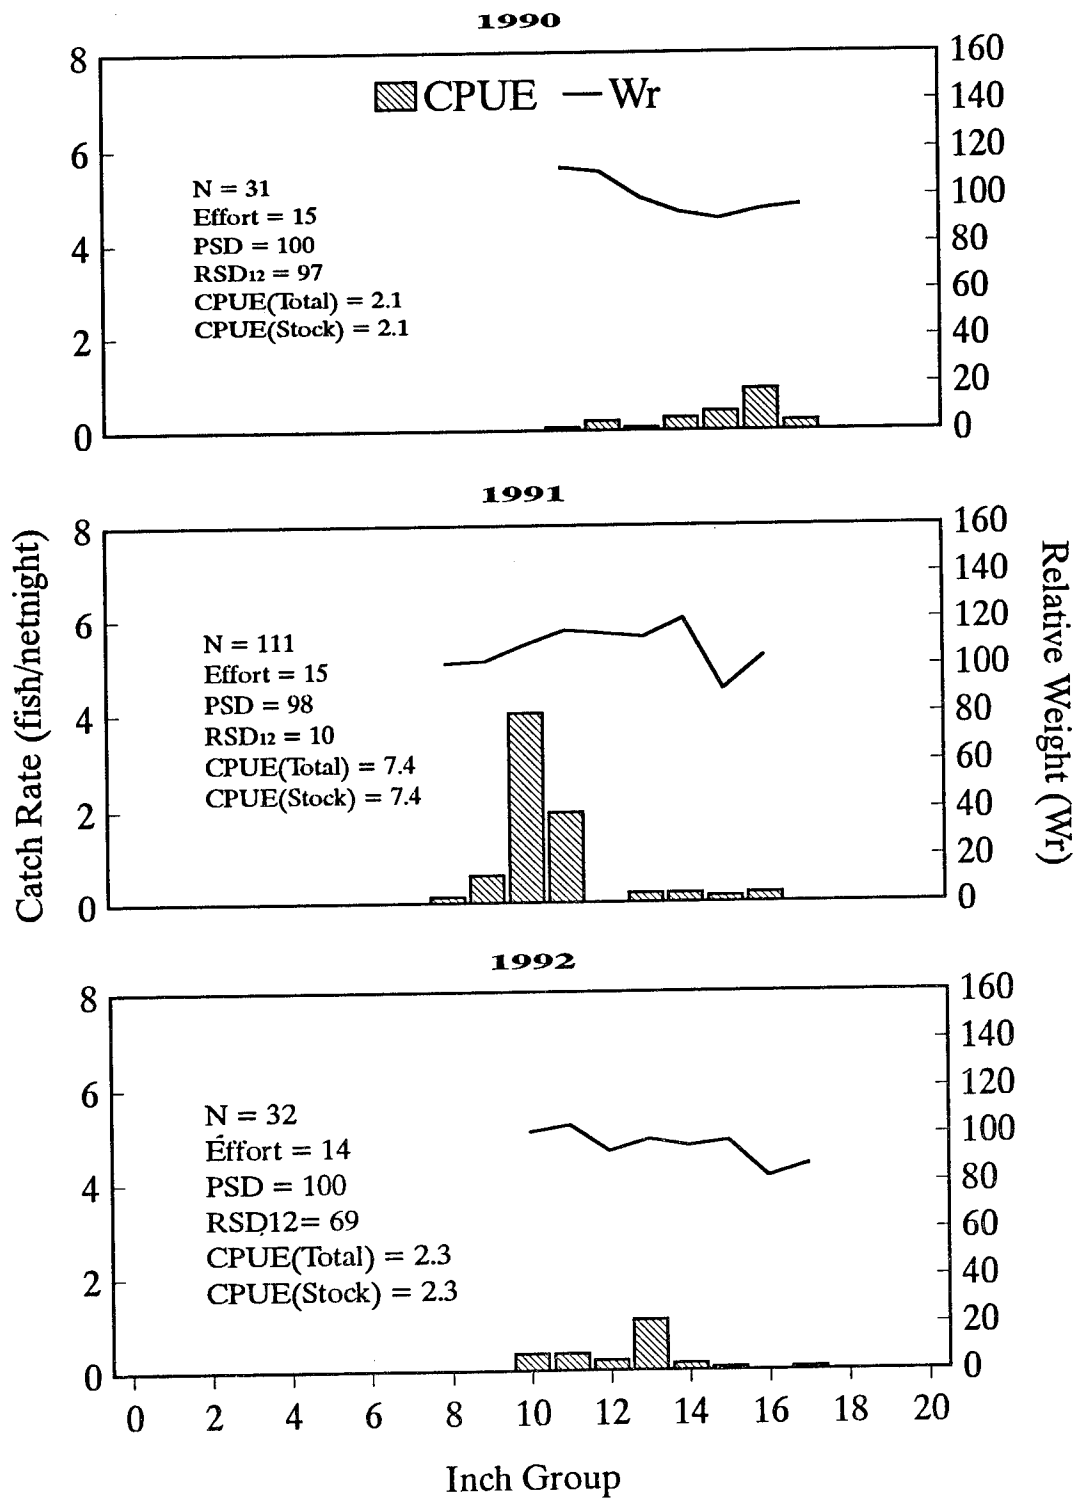 1990
8
160
CPUE Wr
140
6
120
N = 31
100
Effort = 15
PSD = 100
4
80
RSD12 = 97
60
CPUE(Total) = 2.1
CPUE(Stock) = 2.1
2
40
20
0
0
1991
8
160
140
6
120
N = 111
100
Effort = 15
PSD = 98
4
80
RSD12 = 10
60
CPUE(Total) = 7.4
CPUE(Stock) = 7.4
2
40
20
0
0
Catch Rate (fish/netnight)
Relative Weight (Wr)
1992
8
160
140
6
120
N = 32
100
Effort = 14
PSD = 100
4
80
RSD12= 69
60
CPUE(Total) = 2.3
CPUE(Stock) = 2.3
2
40
20
0
0
0 2 4 6 8 10 12 14 16 18 20
Inch Group